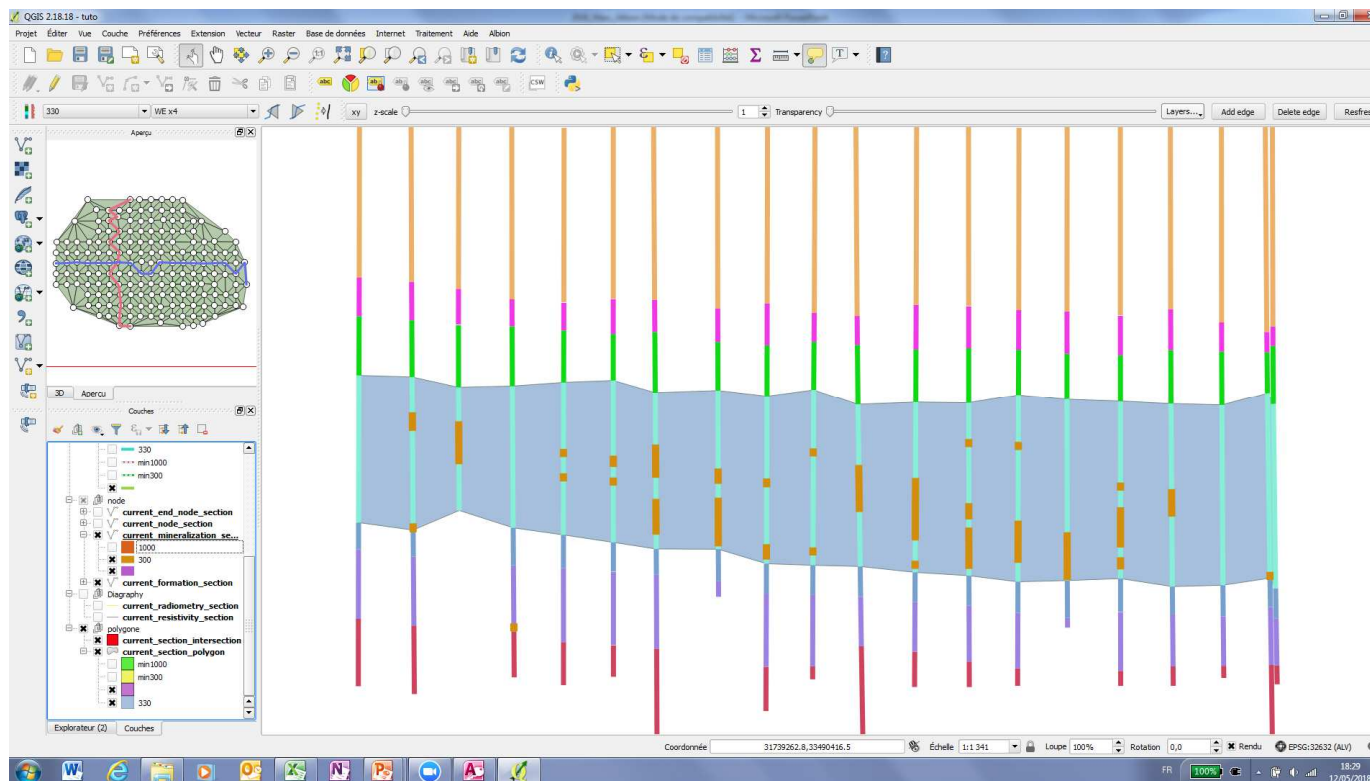 QGIS 2.18.18 - tuto
Projet Éditer Vue Couche Préférences Extension Vecteur Raster Base de données Internet Traitement Aide Albion
abc CSW
330 WE x4 xy z-scale 1 Transparency Layers... Add edge Delete edge Resfres
Aperçu
3D Aperçu
Couches
330
min1000
min300
node
current_end_node_section
current_node_section
current_mineralization_se...
1000
300
current_formation_section
Diagraphy
current_radiometry_section
current_resistivity_section
polygone
current_section_intersection
current_section_polygon
min1000
min300
330
Explorateur (2) Couches
Coordonnée 31739262.8,33490416.5 Échelle 1:1 341 Loupe 100% Rotation 0,0 Rendu EPSG:32632 (ALV)
FR 100% 18:29